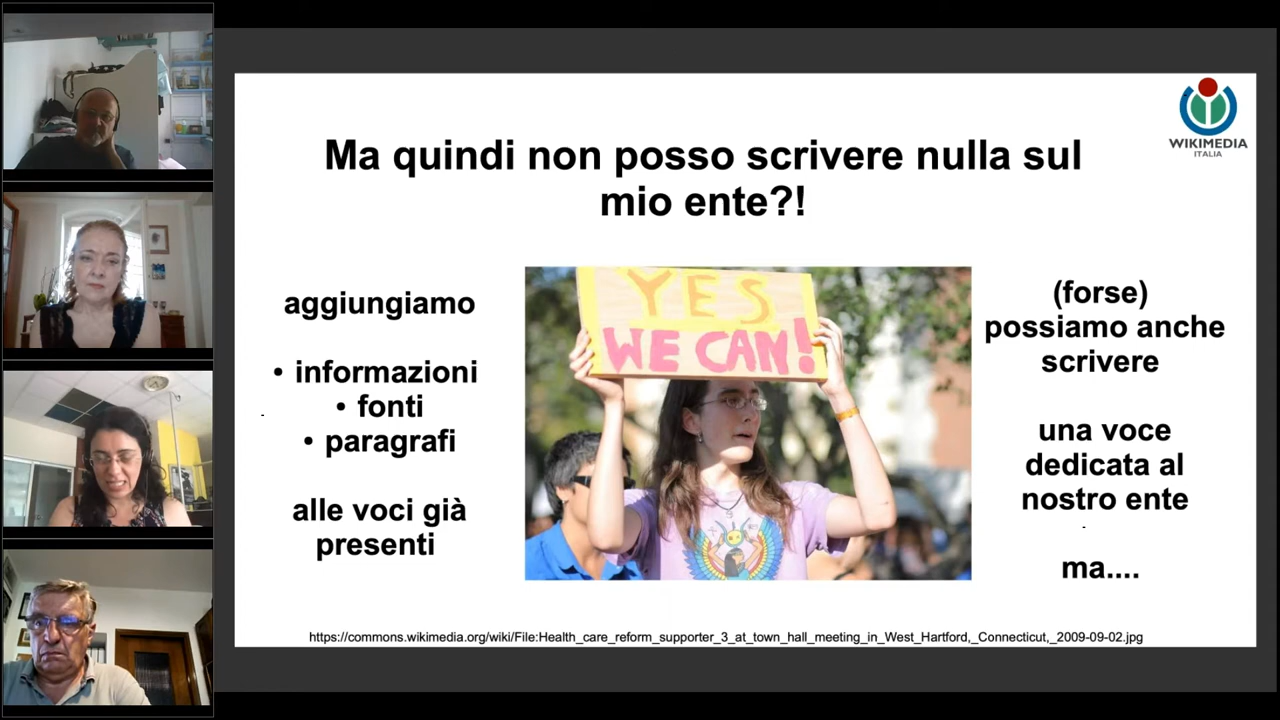 WIKIMEDIA
ITALIA
Ma quindi non posso scrivere nulla sul
mio ente?!
aggiungiamo
• informazioni
• fonti
• paragrafi
alle voci già
presenti
YES
WE CAN!
(forse)
possiamo anche
scrivere
una voce
dedicata al
nostro ente
ma....
https://commons.wikimedia.org/wiki/File:Health_care_reform_supporter_3_at_town_hall_meeting_in_West_Hartford,_Connecticut,_2009-09-02.jpg